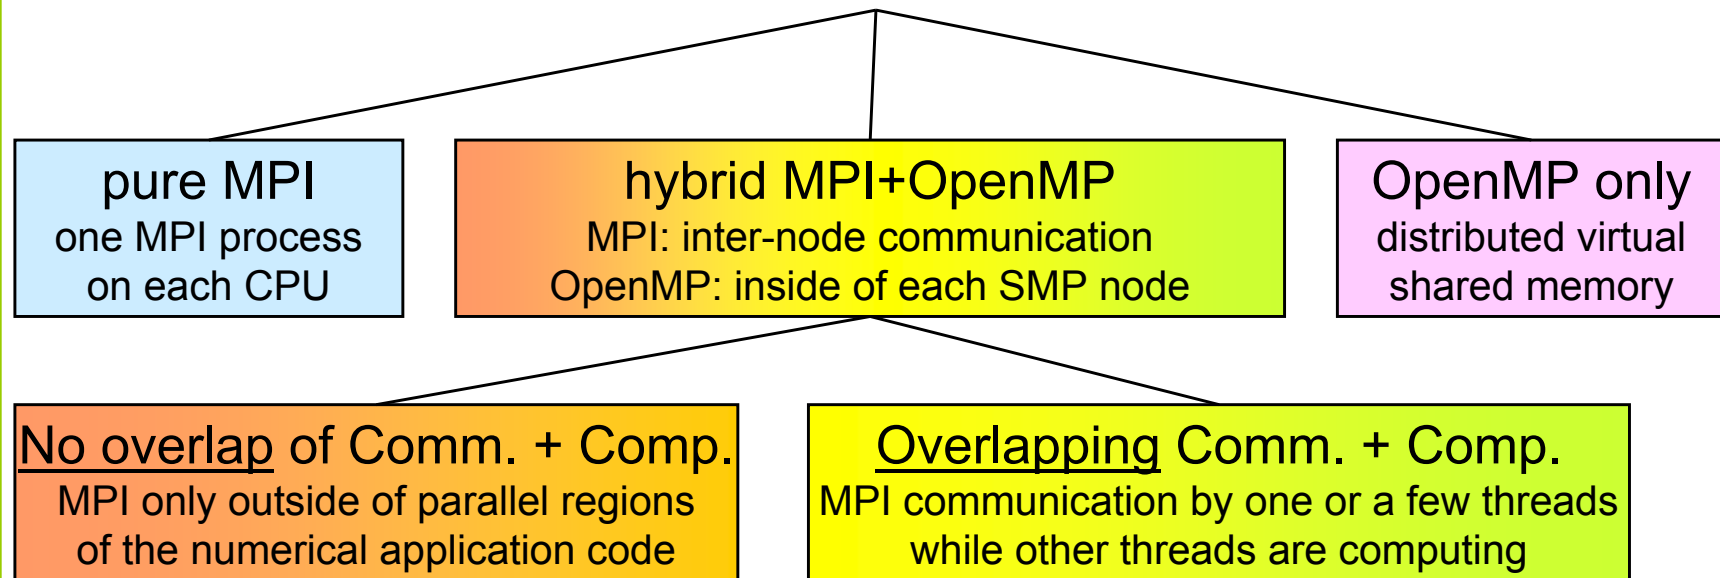 pure MPI
one MPI process
on each CPU
hybrid MPI+OpenMP
MPI: inter-node communication
OpenMP: inside of each SMP node
OpenMP only
distributed virtual
shared memory
No overlap of Comm. + Comp.
MPI only outside of parallel regions
of the numerical application code
Overlapping Comm. + Comp.
MPI communication by one or a few threads
while other threads are computing